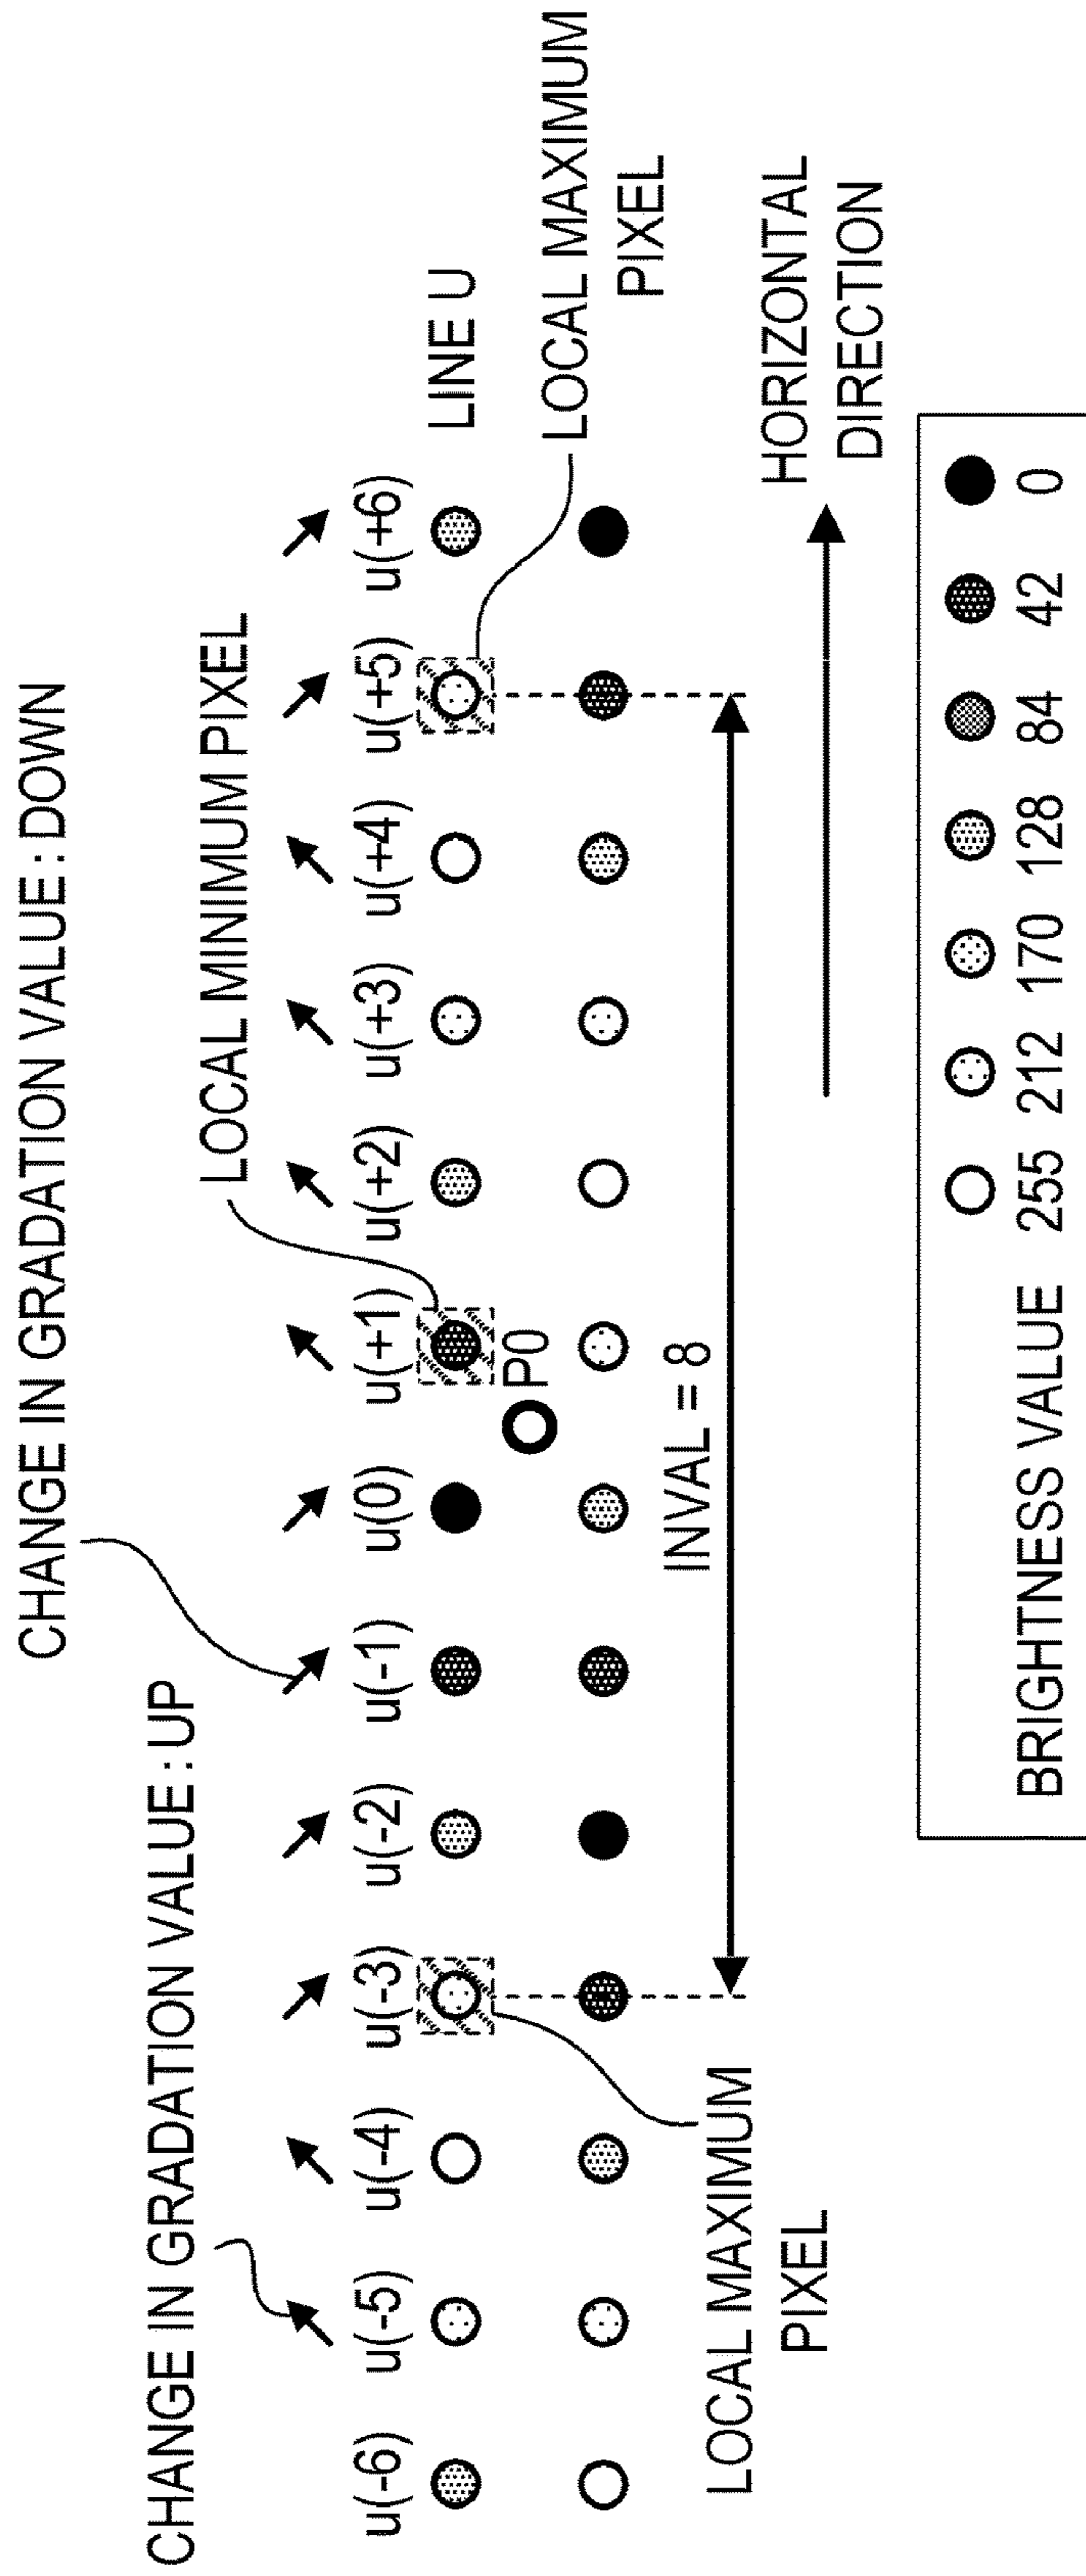 CHANGE IN GRADATION VALUE : DOWN
CHANGE IN GRADATION VALUE : UP
LOCAL MINIMUM PIXEL
u(-6) u(-5) u(-4) u(-3) u(-2) u(-1) u(0) u(+1) u(+2) u(+3) u(+4) u(+5) u(+6)
LINE U
P0
LOCAL MAXIMUM
PIXEL
INVAL = 8
LOCAL MAXIMUM
PIXEL
HORIZONTAL
DIRECTION
BRIGHTNESS VALUE 255 212 170 128 84 42 0